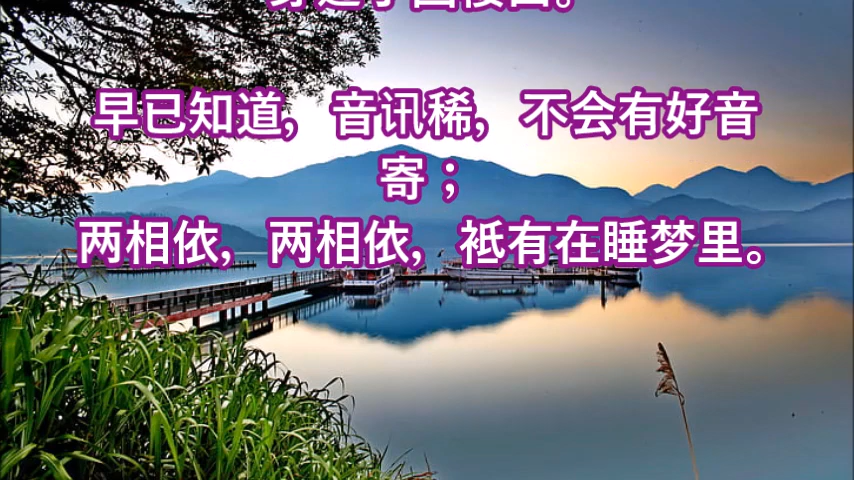 早已知道，音讯稀，不会有好音
寄；
两相依，两相依，衹有在睡梦里。